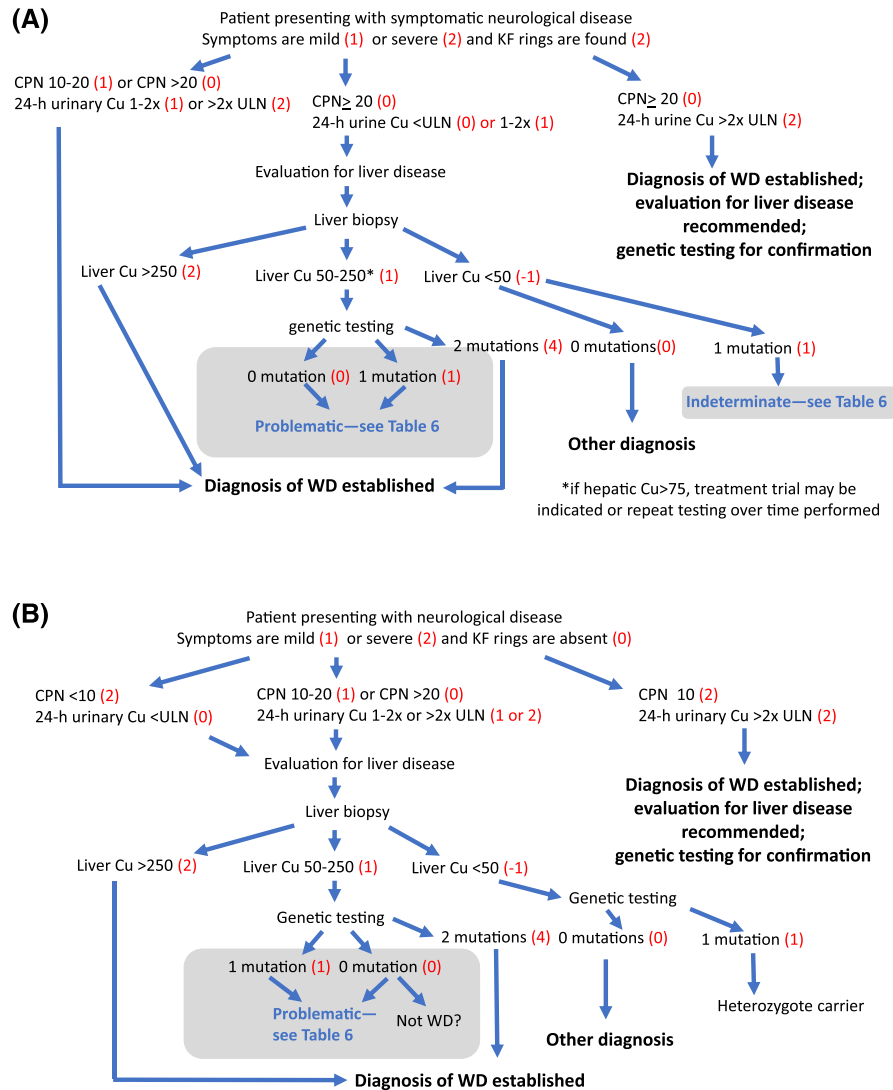 (A)
Patient presenting with symptomatic neurological disease
Symptoms are mild (1) or severe (2) and KF rings are found (2)
CPN 10-20 (1) or CPN >20 (0)
24-h urinary Cu 1-2x (1) or >2x ULN (2)
CPN≥ 20 (0)
24-h urine Cu <ULN (0) or 1-2x (1)
CPN≥ 20 (0)
24-h urine Cu >2x ULN (2)
Evaluation for liver disease
Diagnosis of WD established;
evaluation for liver disease
recommended;
genetic testing for confirmation
Liver biopsy
Liver Cu >250 (2)
Liver Cu 50-250* (1)
Liver Cu <50 (-1)
genetic testing
2 mutations (4)
0 mutations(0)
1 mutation (1)
0 mutation (0)
1 mutation (1)
Problematic—see Table 6
Indeterminate—see Table 6
Other diagnosis
Diagnosis of WD established
*if hepatic Cu>75, treatment trial may be
indicated or repeat testing over time performed
(B)
Patient presenting with neurological disease
Symptoms are mild (1) or severe (2) and KF rings are absent (0)
CPN <10 (2)
24-h urinary Cu <ULN (0)
CPN 10-20 (1) or CPN >20 (0)
24-h urinary Cu 1-2x or >2x ULN (1 or 2)
CPN 10 (2)
24-h urinary Cu >2x ULN (2)
Evaluation for liver disease
Diagnosis of WD established;
evaluation for liver disease
recommended;
genetic testing for confirmation
Liver biopsy
Liver Cu >250 (2)
Liver Cu 50-250 (1)
Liver Cu <50 (-1)
Genetic testing
Genetic testing
2 mutations (4)
0 mutations (0)
1 mutation (1)
1 mutation (1)
0 mutation (0)
Problematic—
see Table 6
Not WD?
Heterozygote carrier
Other diagnosis
Diagnosis of WD established